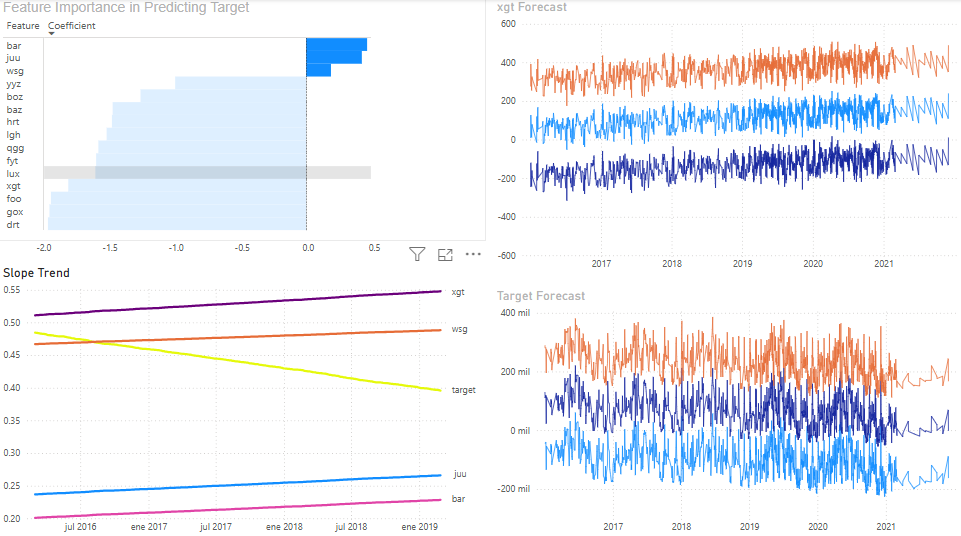 Feature Importance in Predicting Target
Feature Coefficient
bar
juu
wsg
yyz
boz
baz
hrt
lgh
qgg
fyt
lux
xgt
foo
gox
drt
-2.0 -1.5 -1.0 -0.5 0.0 0.5
xgt Forecast
600
400
200
0
-200
-400
-600
2017 2018 2019 2020 2021
Slope Trend
0.55
0.50
0.45
0.40
0.35
0.30
0.25
0.20
xgt
wsg
target
juu
bar
jul 2016 ene 2017 jul 2017 ene 2018 jul 2018 ene 2019
Target Forecast
400 mil
200 mil
0 mil
-200 mil
2017 2018 2019 2020 2021